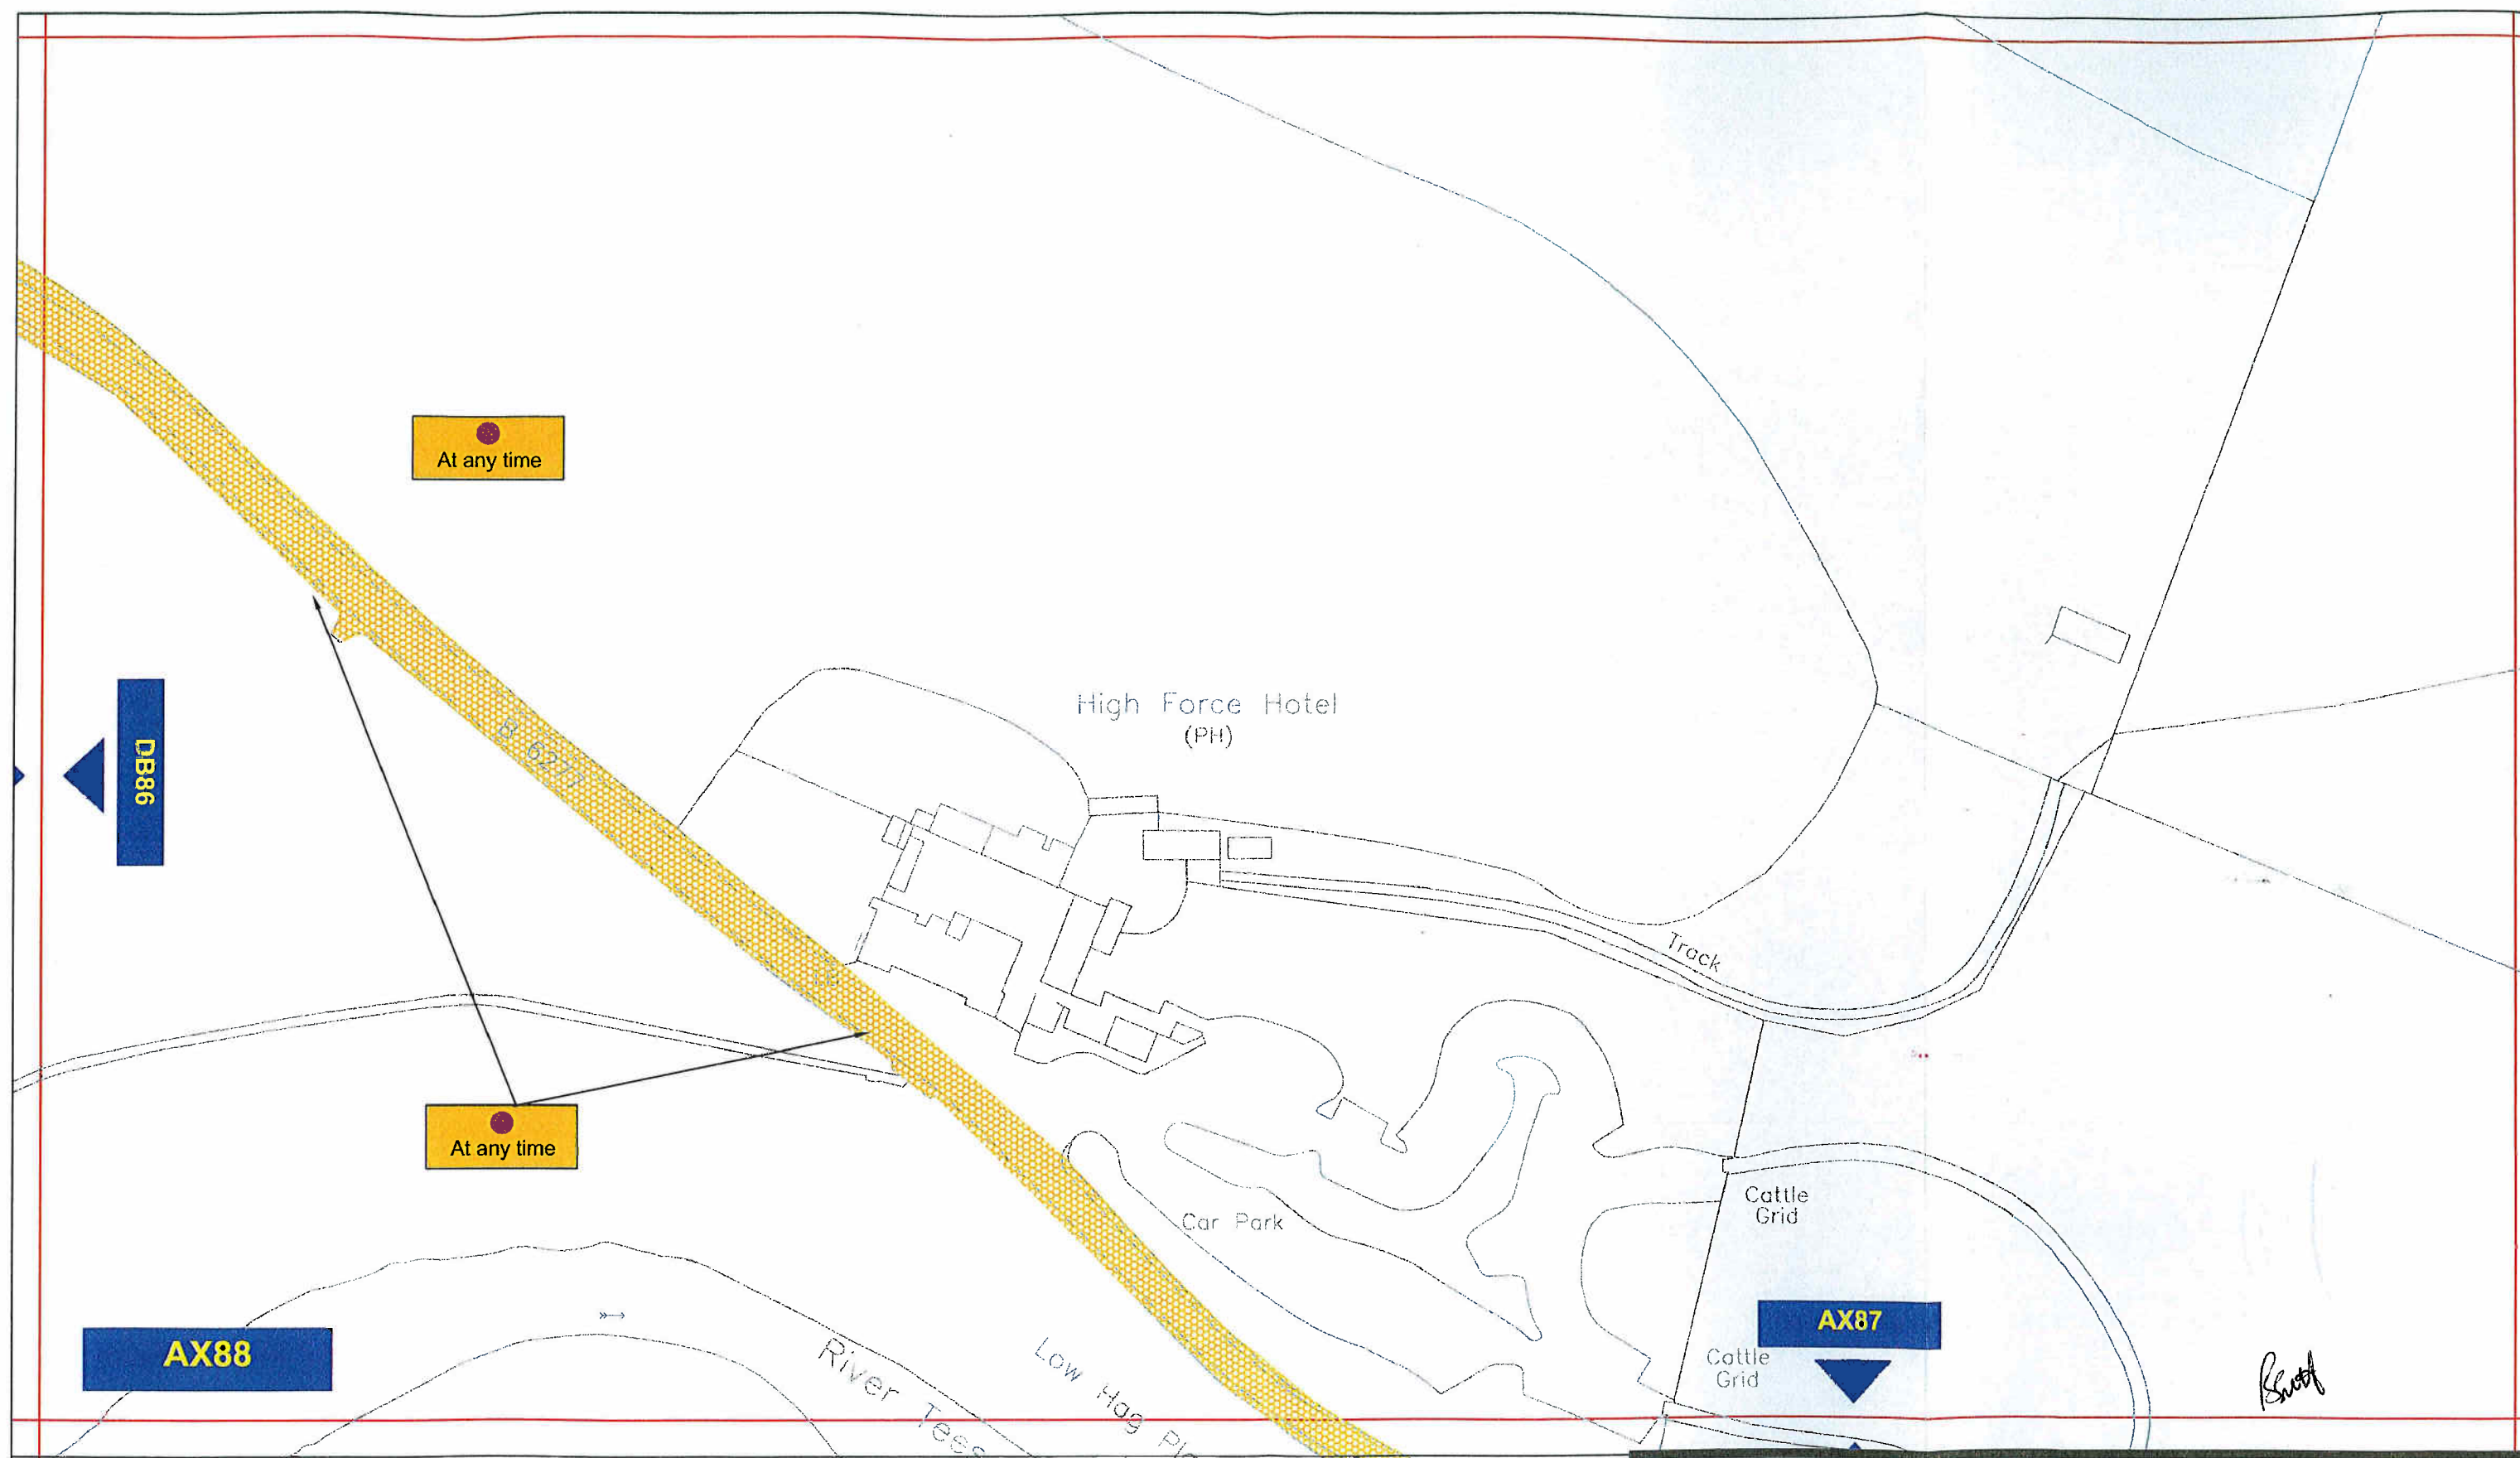 At any time
DB86
B 6277
High Force Hotel
(PH)
Track
At any time
Car Park
Cattle
Grid
AX87
Cattle
Grid
AX88
River Tees
Low Hag